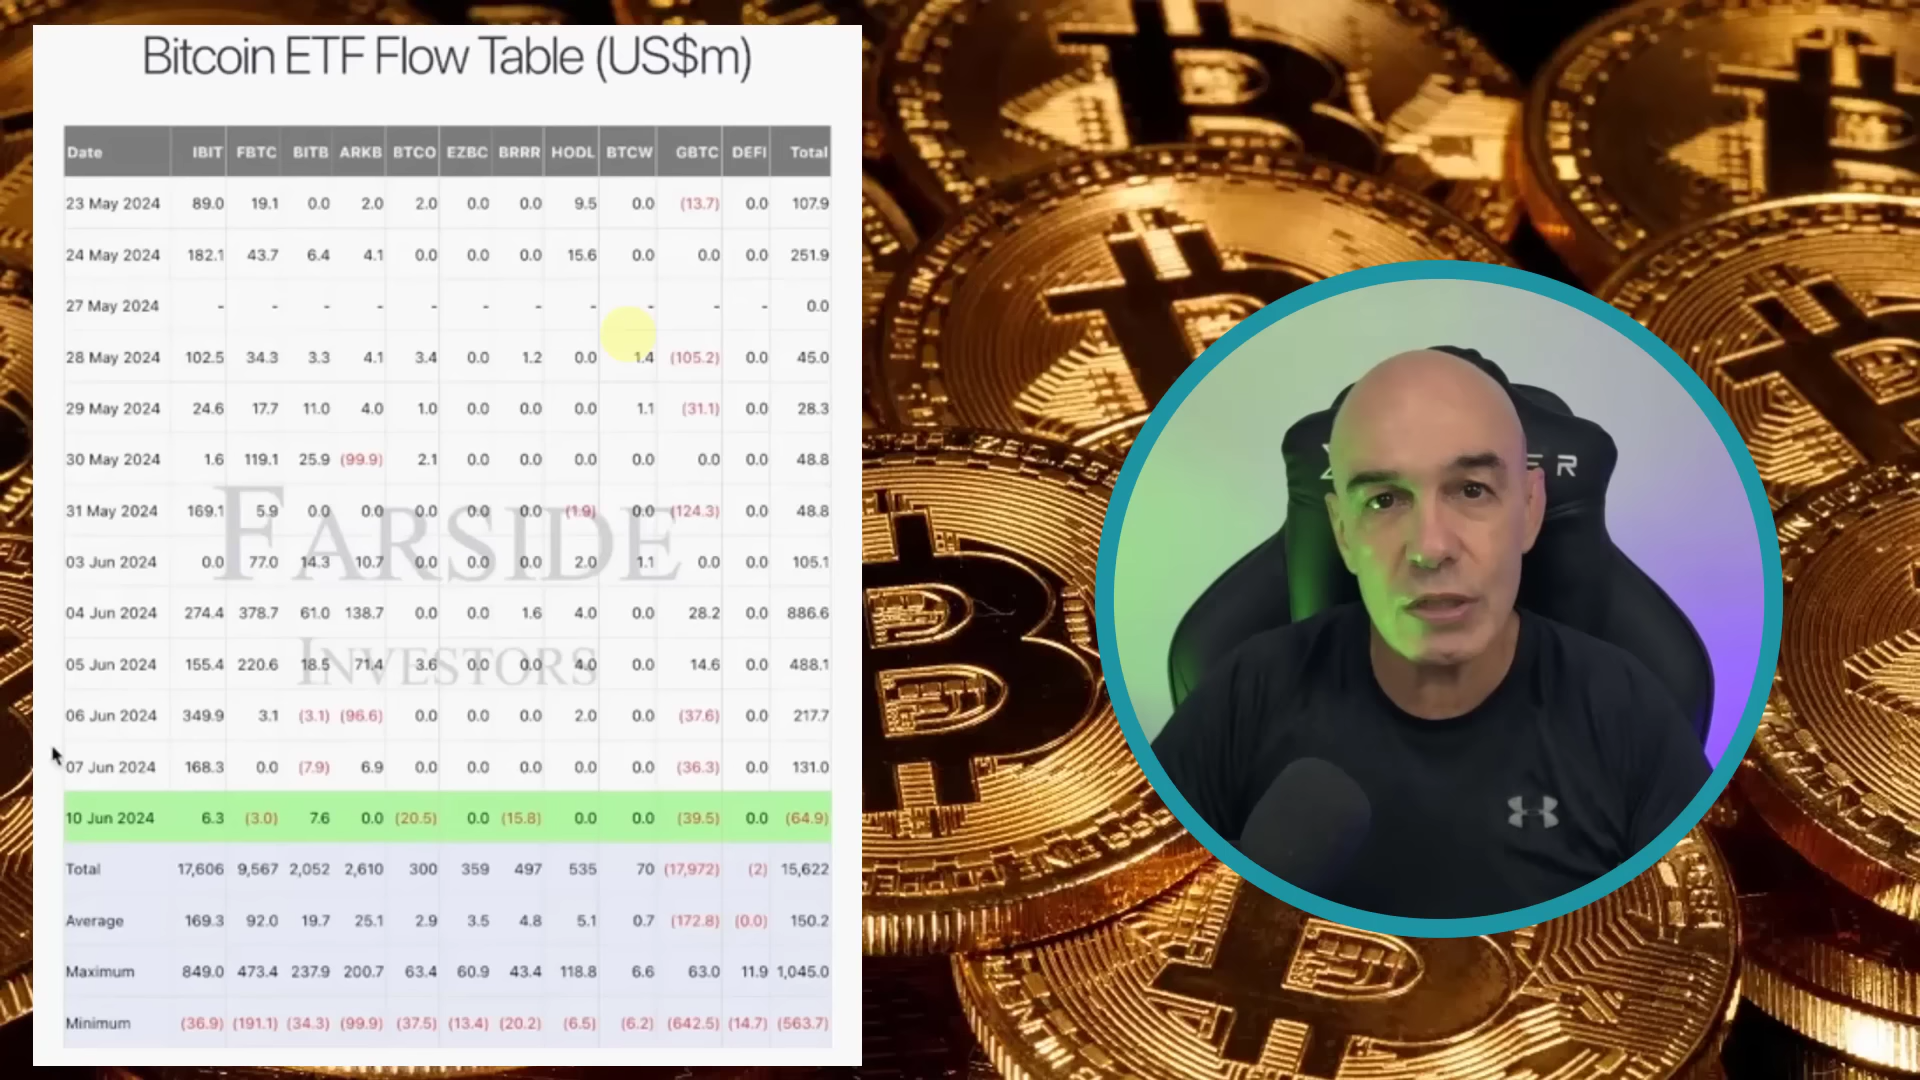 Bitcoin ETF Flow Table (US$m)
Date IBIT FBTC BITB ARKB BTCO EZBC BRRR HODL BTCW GBTC DEFI Total
23 May 2024 89.0 19.1 0.0 2.0 2.0 0.0 0.0 9.5 0.0 (13.7) 0.0 107.9
24 May 2024 182.1 43.7 6.4 4.1 0.0 0.0 0.0 15.6 0.0 0.0 0.0 251.9
27 May 2024 - - - - - - - - - - - 0.0
28 May 2024 102.5 34.3 3.3 4.1 3.4 0.0 1.2 0.0 1.4 (105.2) 0.0 45.0
29 May 2024 24.6 17.7 11.0 4.0 1.0 0.0 0.0 0.0 1.1 (31.1) 0.0 28.3
30 May 2024 1.6 119.1 25.9 (99.9) 2.1 0.0 0.0 0.0 0.0 0.0 0.0 48.8
31 May 2024 169.1 5.9 0.0 0.0 0.0 0.0 0.0 (1.9) 0.0 (124.3) 0.0 48.8
FARSIDE
03 Jun 2024 0.0 77.0 14.3 10.7 0.0 0.0 0.0 2.0 1.1 0.0 0.0 105.1
04 Jun 2024 274.4 378.7 61.0 138.7 0.0 0.0 1.6 4.0 0.0 28.2 0.0 886.6
INVESTORS
05 Jun 2024 155.4 220.6 18.5 71.4 3.6 0.0 0.0 4.0 0.0 14.6 0.0 488.1
06 Jun 2024 349.9 3.1 (3.1) (96.6) 0.0 0.0 0.0 2.0 0.0 (37.6) 0.0 217.7
07 Jun 2024 168.3 0.0 (7.9) 6.9 0.0 0.0 0.0 0.0 0.0 (36.3) 0.0 131.0
10 Jun 2024 6.3 (3.0) 7.6 0.0 (20.5) 0.0 (15.8) 0.0 0.0 (39.5) 0.0 (64.9)
Total 17,606 9,567 2,052 2,610 300 359 497 535 70 (17,972) (2) 15,622
Average 169.3 92.0 19.7 25.1 2.9 3.5 4.8 5.1 0.7 (172.8) (0.0) 150.2
Maximum 849.0 473.4 237.9 200.7 63.4 60.9 43.4 118.8 6.6 63.0 11.9 1,045.0
Minimum (36.9) (191.1) (34.3) (99.9) (37.5) (13.4) (20.2) (6.5) (6.2) (642.5) (14.7) (563.7)